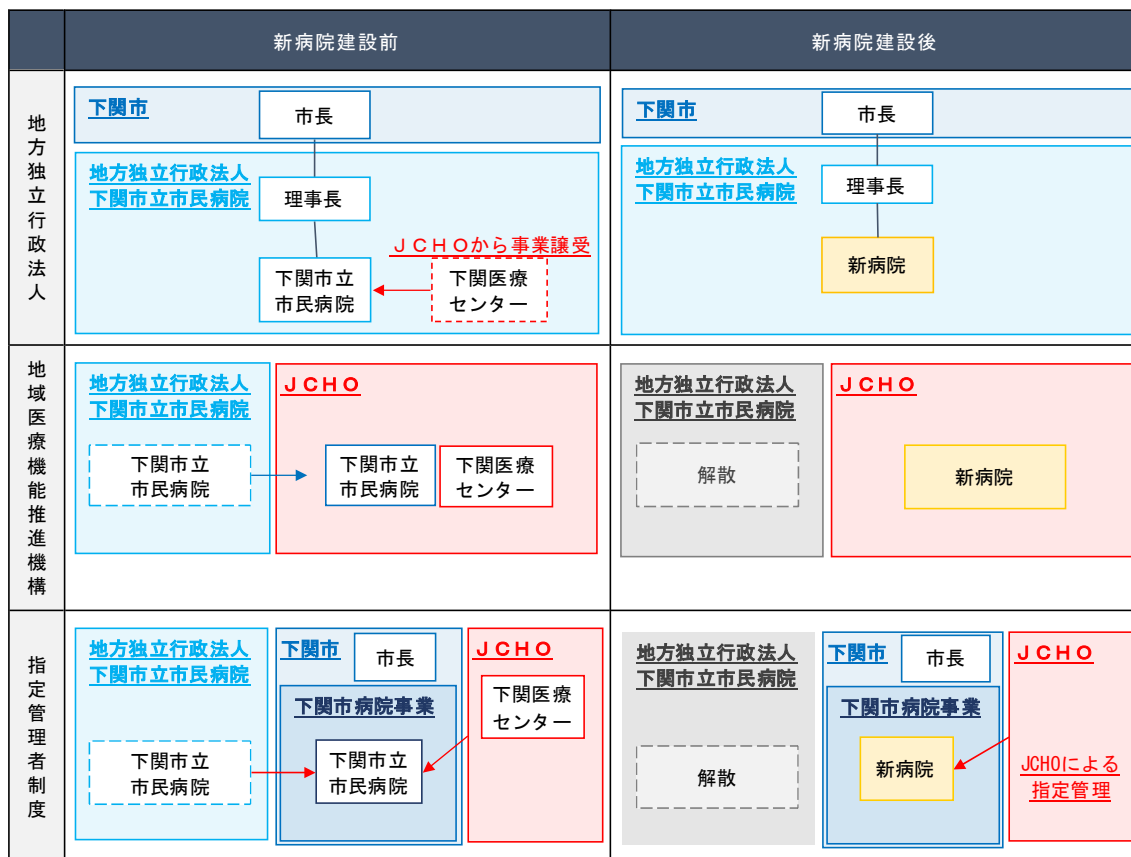 新病院建設前
新病院建設後
地方独立行政法人
下関市
市長
地方独立行政法人
下関市立市民病院
理事長
JCHOから事業譲受
下関市立
市民病院
下関医療
センター
下関市
市長
地方独立行政法人
下関市立市民病院
理事長
新病院
地域医療機能推進機構
地方独立行政法人
下関市立市民病院
下関市立
市民病院
JCHO
下関市立
市民病院
下関医療
センター
地方独立行政法人
下関市立市民病院
解散
JCHO
新病院
指定管理者制度
地方独立行政法人
下関市立市民病院
下関市立
市民病院
下関市
市長
下関市病院事業
下関市立
市民病院
JCHO
下関医療
センター
地方独立行政法人
下関市立市民病院
解散
下関市
市長
下関市病院事業
新病院
JCHO
JCHOによる
指定管理